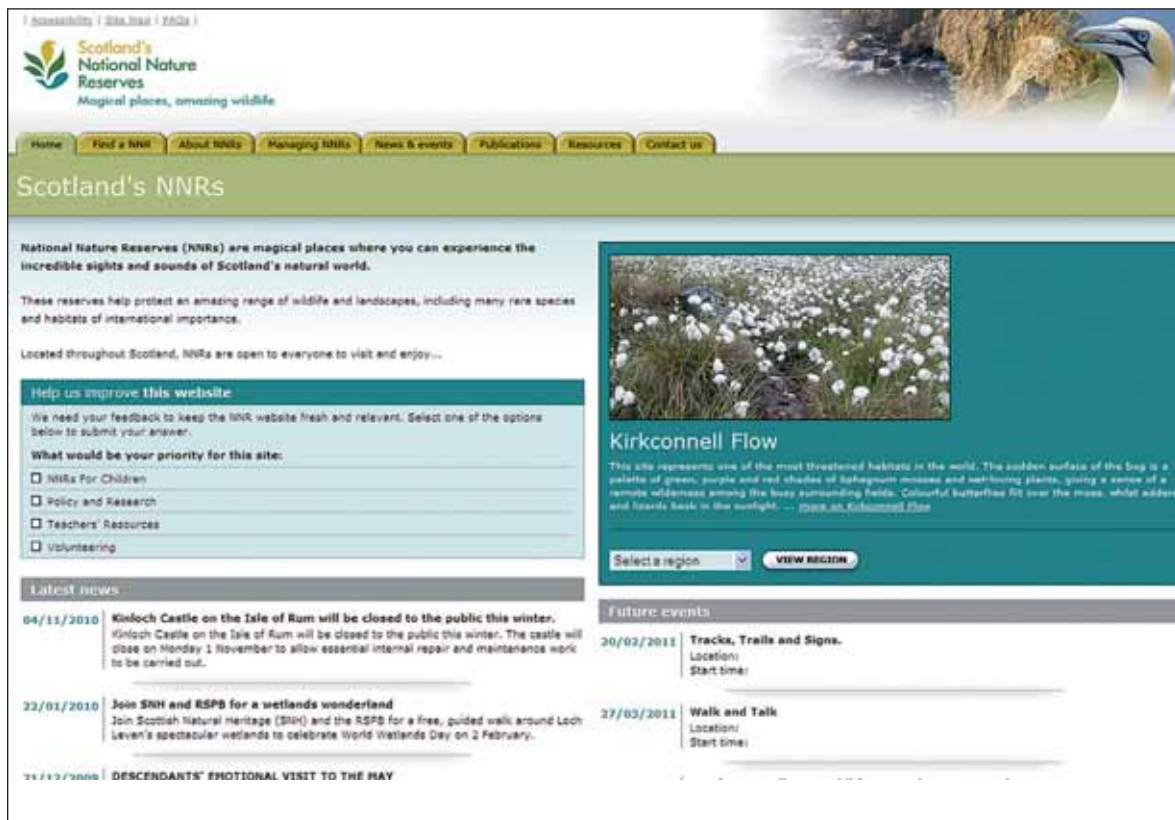 | Accessibility | Site Map | FAQs |
Scotland's
National Nature
Reserves
Magical places, amazing wildlife
Home
Find a NNR
About NNRs
Managing NNRs
News & events
Publications
Resources
Contact us
Scotland's NNRs
National Nature Reserves (NNRs) are magical places where you can experience the
incredible sights and sounds of Scotland's natural world.
These reserves help protect an amazing range of wildlife and landscapes, including many rare species
and habitats of international importance.
Located throughout Scotland, NNRs are open to everyone to visit and enjoy...
Help us improve this website
We need your feedback to keep the NNR website fresh and relevant. Select one of the options
below to submit your answer.
What would be your priority for this site:
NNRs For Children
Policy and Research
Teachers' Resources
Volunteering
Latest news
04/11/2010 Kinloch Castle on the Isle of Rum will be closed to the public this winter.
Kinloch Castle on the Isle of Rum will be closed to the public this winter. The castle will
close on Monday 1 November to allow essential internal repair and maintenance work
to be carried out.
22/01/2010 Join SNH and RSPB for a wetlands wonderland
Join Scottish Natural Heritage (SNH) and the RSPB for a free, guided walk around Loch
Leven's spectacular wetlands to celebrate World Wetlands Day on 2 February.
21/12/2009 DESCENDANTS' EMOTIONAL VISIT TO THE MAY
Kirkconnell Flow
This site represents one of the most threatened habitats in the world. The sodden surface of the bog is a
palette of green, purple and red shades of Sphagnum mosses and wet-loving plants, giving a sense of a
remote wilderness among the busy surrounding fields. Colourful butterflies flit over the moss, whilst adders
and lizards bask in the sunlight. ... more on Kirkconnell Flow
Select a region
VIEW REGION
Future events
20/02/2011 Tracks, Trails and Signs.
Location:
Start time:
27/03/2011 Walk and Talk
Location:
Start time: